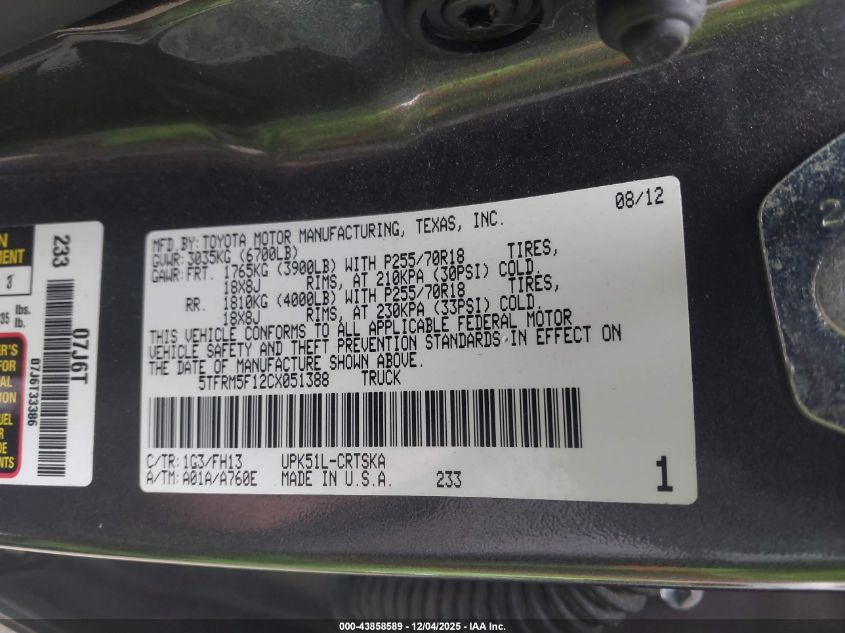 08/12
MFD.BY:TOYOTA MOTOR MANUFACTURING, TEXAS, INC.
GVWR:3035KG (6700LB)
GAWR:FRT. 1765KG (3900LB) WITH P255/70R18 TIRES,
18X8J RIMS, AT 210KPA (30PSI) COLD.
RR. 1810KG (4000LB) WITH P255/70R18 TIRES,
18X8J RIMS, AT 230KPA (33PSI) COLD.
THIS VEHICLE CONFORMS TO ALL APPLICABLE FEDERAL MOTOR
VEHICLE SAFETY AND THEFT PREVENTION STANDARDS IN EFFECT ON
THE DATE OF MANUFACTURE SHOWN ABOVE.
5TFRM5F12CX051388 TRUCK
C/TR:1G3/FH13 UPK51L-CRTSKA
A/TM:A01A/A760E MADE IN U.S.A. 233 1
233
07J6T
07J6T33386
3
lbs.
lb.
2
000-43858589 - 12/04/2025 - IAA Inc.